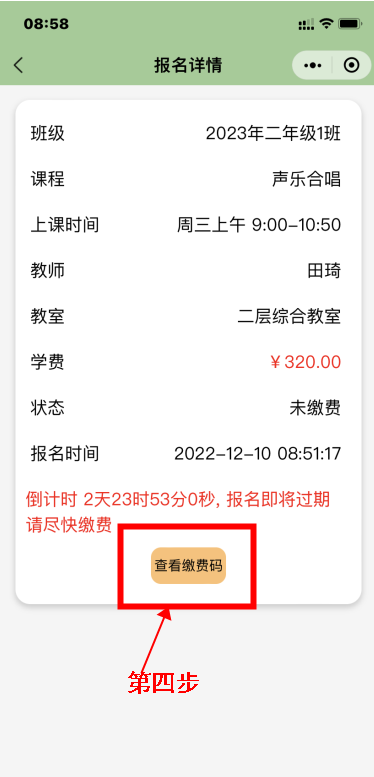 08:58
报名详情
班级 2023年二年级1班
课程 声乐合唱
上课时间 周三上午 9:00-10:50
教师 田琦
教室 二层综合教室
学费 ￥320.00
状态 未缴费
报名时间 2022-12-10 08:51:17
倒计时 2天23时53分0秒, 报名即将过期
请尽快缴费
查看缴费码
第四步